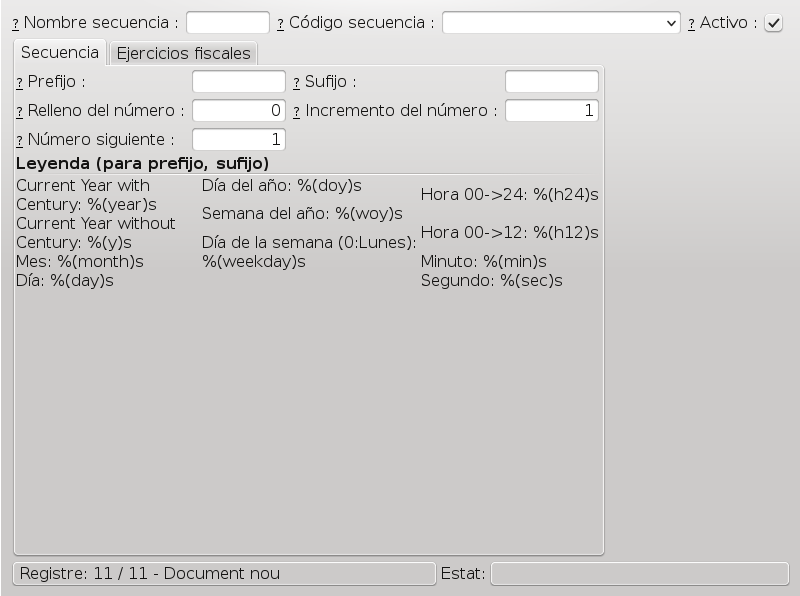 ? Nombre secuencia : ? Código secuencia : ? Activo :
Secuencia Ejercicios fiscales
? Prefijo : ? Sufijo :
? Relleno del número : 0 ? Incremento del número : 1
? Número siguiente : 1
Leyenda (para prefijo, sufijo)
Current Year with
Century: %(year)s
Current Year without
Century: %(y)s
Mes: %(month)s
Día: %(day)s
Día del año: %(doy)s
Semana del año: %(woy)s
Día de la semana (0:Lunes):
%(weekday)s
Hora 00->24: %(h24)s
Hora 00->12: %(h12)s
Minuto: %(min)s
Segundo: %(sec)s
Registre: 11 / 11 - Document nou Estat: